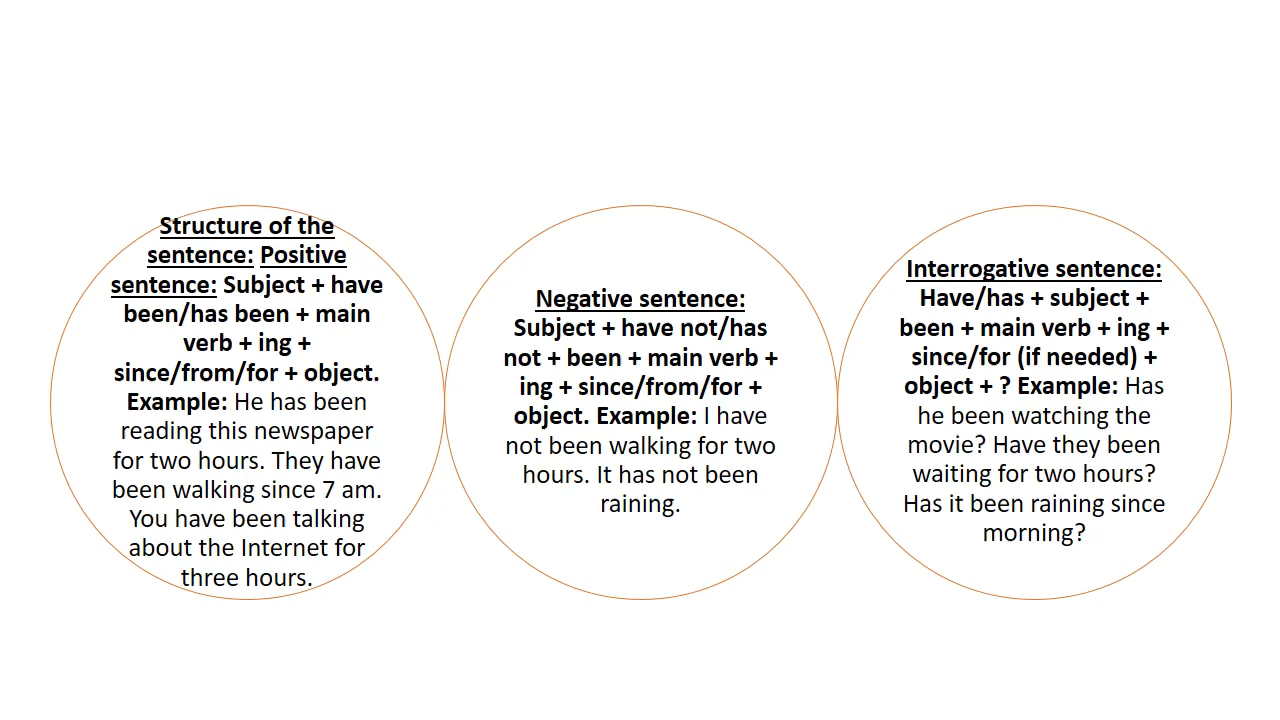 Structure of the
sentence: Positive
sentence: Subject + have
been/has been + main
verb + ing +
since/from/for + object.
Example: He has been
reading this newspaper
for two hours. They have
been walking since 7 am.
You have been talking
about the Internet for
three hours.
Negative sentence:
Subject + have not/has
not + been + main verb +
ing + since/from/for +
object. Example: I have
not been walking for two
hours. It has not been
raining.
Interrogative sentence:
Have/has + subject +
been + main verb + ing +
since/for (if needed) +
object + ? Example: Has
he been watching the
movie? Have they been
waiting for two hours?
Has it been raining since
morning?